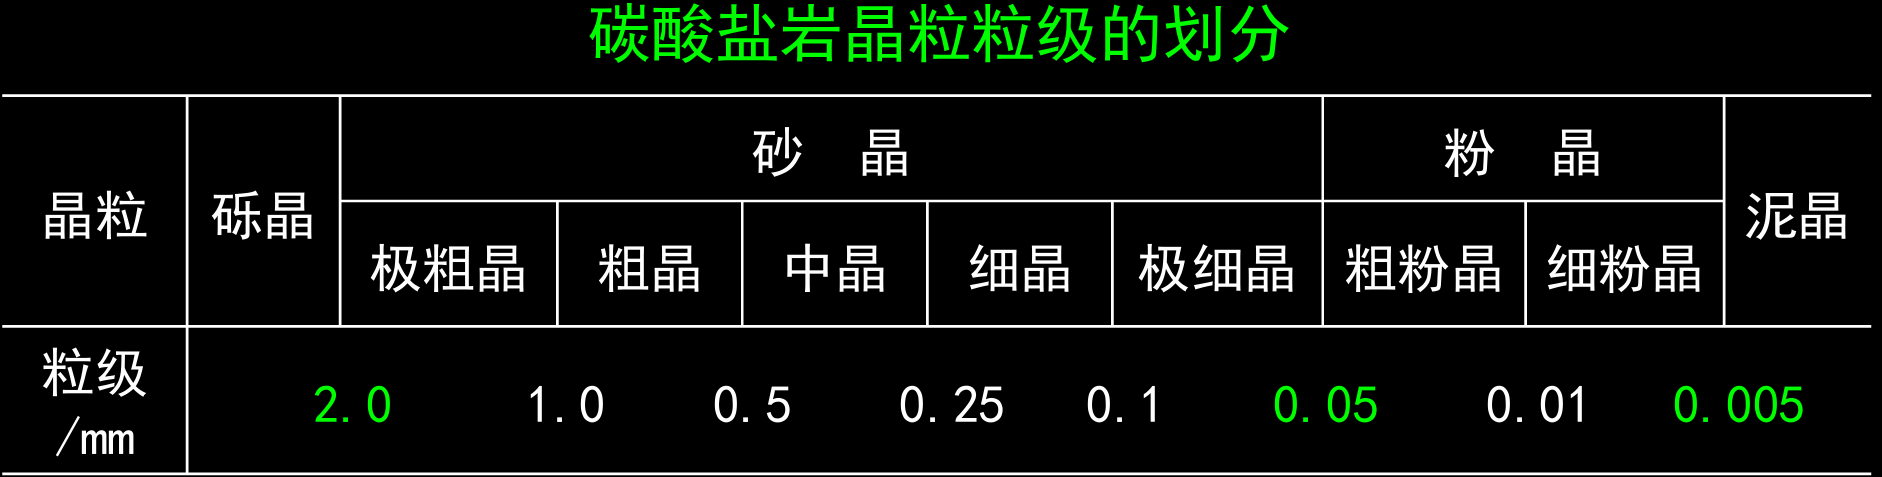 碳酸盐岩晶粒粒级的划分
砂 晶 粉 晶
晶粒 砾晶 泥晶
极粗晶 粗晶 中晶 细晶 极细晶 粗粉晶 细粉晶
粒级
2.0 1.0 0.5 0.25 0.1 0.05 0.01 0.005
/mm